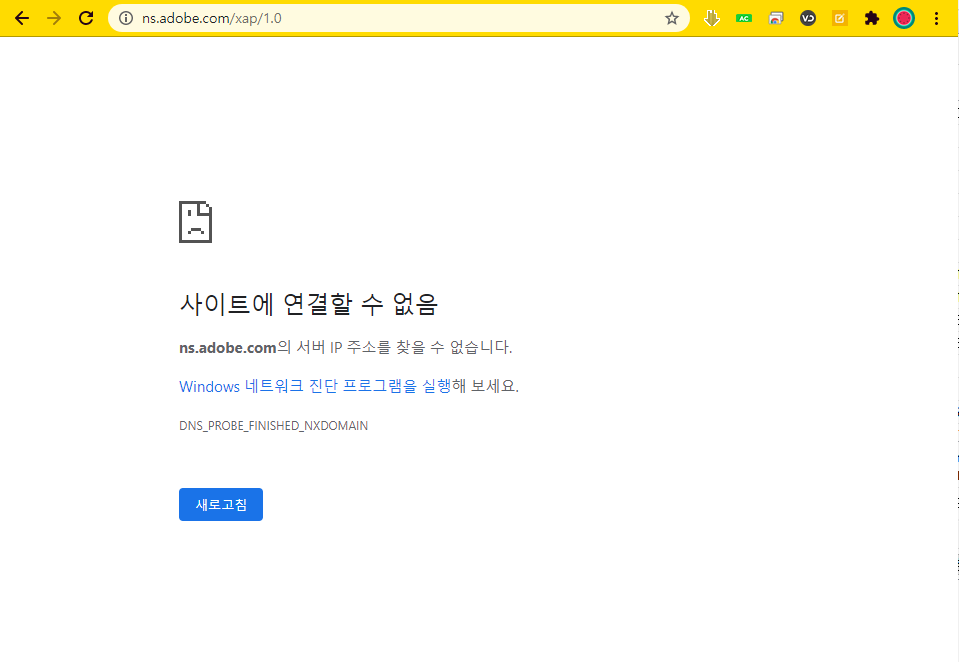 ns.adobe.com/xap/1.0
AC
사이트에 연결할 수 없음
ns.adobe.com의 서버 IP 주소를 찾을 수 없습니다.
Windows 네트워크 진단 프로그램을 실행해 보세요.
DNS_PROBE_FINISHED_NXDOMAIN
새로고침